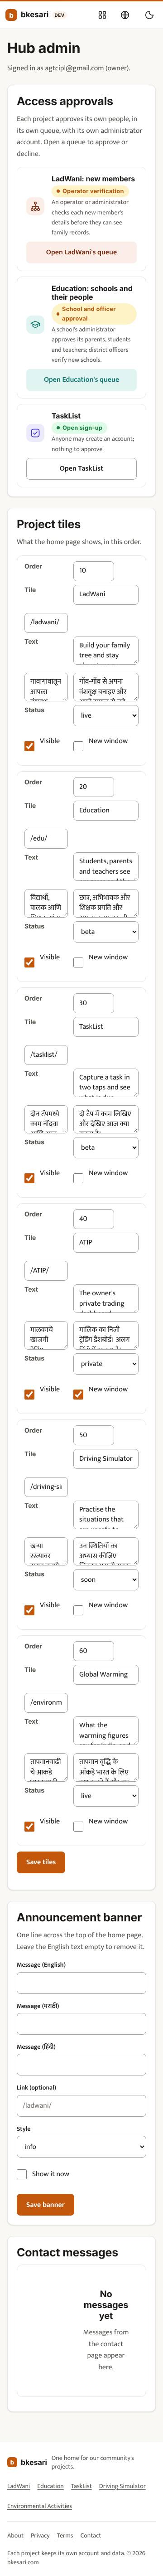 bkesari DEV
Hub admin
Signed in as agtcipl@gmail.com (owner).
Access approvals
Each project approves its own people, in
its own queue, with its own administrator
account. Open a queue to approve or
decline.
LadWani: new members
Operator verification
An operator or administrator
checks each new member's
details before they can see
family records.
Open LadWani's queue
Education: schools and
their people
School and officer
approval
A school's administrator
approves its parents, students
and teachers; district officers
verify new schools.
Open Education's queue
TaskList
Open sign-up
Anyone may create an account;
nothing to approve.
Open TaskList
Project tiles
What the home page shows, in this order.
Order
10
Tile
LadWani
/ladwani/
Text
Build your family
tree and stay
गावागावातून
आपला
गाँव-गाँव से अपना
वंशवृक्ष बनाइए और
Status
live
Visible
New window
Order
20
Tile
Education
/edu/
Text
Students, parents
and teachers see
विद्यार्थी,
पालक आणि
छात्र, अभिभावक और
शिक्षक प्रगति और
Status
beta
Visible
New window
Order
30
Tile
TaskList
/tasklist/
Text
Capture a task in
two taps and see
दोन टॅपमध्ये
काम नोंदवा
दो टैप में काम लिखिए
और देखिए आज क्या
Status
beta
Visible
New window
Order
40
Tile
ATIP
/ATIP/
Text
The owner's
private trading
मालकाचे
खाजगी
मालिक का निजी
ट्रेडिंग डैशबोर्ड। अलग
Status
private
Visible
New window
Order
50
Tile
Driving Simulator
/driving-sim
Text
Practise the
situations that
खऱ्या
रस्त्यावर
उन स्थितियों का
अभ्यास कीजिए
Status
soon
Visible
New window
Order
60
Tile
Global Warming
/environm
Text
What the
warming figures
तापमानवाढीचे
आकडे
तापमान वृद्धि के
आँकड़े भारत के लिए
Status
live
Visible
New window
Save tiles
Announcement banner
One line across the top of the home page.
Leave the English text empty to remove it.
Message (English)
Message (मराठी)
Message (हिंदी)
Link (optional)
/ladwani/
Style
info
Show it now
Save banner
Contact messages
No
messages
yet
Messages from
the contact
page appear
here.
bkesari One home for our community's
projects.
LadWani Education TaskList Driving Simulator
Environmental Activities
About Privacy Terms Contact
Each project keeps its own account and data. © 2026
bkesari.com